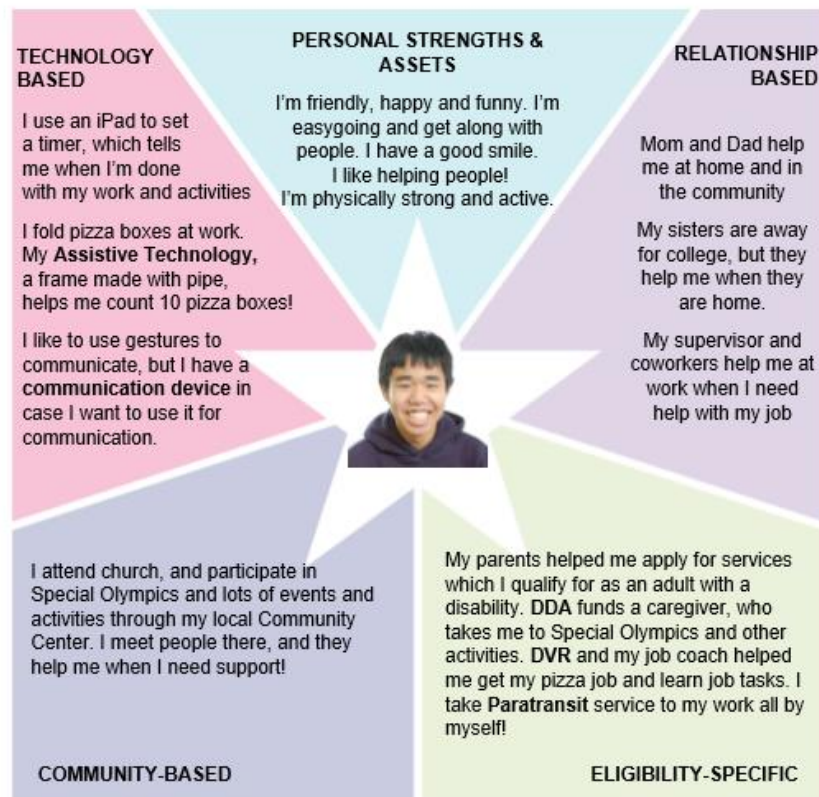 TECHNOLOGY
BASED
I use an iPad to set
a timer, which tells
me when I'm done
with my work and activities
I fold pizza boxes at work.
My Assistive Technology,
a frame made with pipe,
helps me count 10 pizza boxes!
I like to use gestures to
communicate, but I have a
communication device in
case I want to use it for
communication.
PERSONAL STRENGTHS &
ASSETS
I'm friendly, happy and funny. I'm
easygoing and get along with
people. I have a good smile.
I like helping people!
I'm physically strong and active.
RELATIONSHIP
BASED
Mom and Dad help
me at home and in
the community
My sisters are away
for college, but they
help me when they
are home.
My supervisor and
coworkers help me at
work when I need
help with my job
I attend church, and participate in
Special Olympics and lots of events and
activities through my local Community
Center. I meet people there, and they
help me when I need support!
COMMUNITY-BASED
My parents helped me apply for services
which I qualify for as an adult with a
disability. DDA funds a caregiver, who
takes me to Special Olympics and other
activities. DVR and my job coach helped
me get my pizza job and learn job tasks. I
take Paratransit service to my work all by
myself!
ELIGIBILITY-SPECIFIC